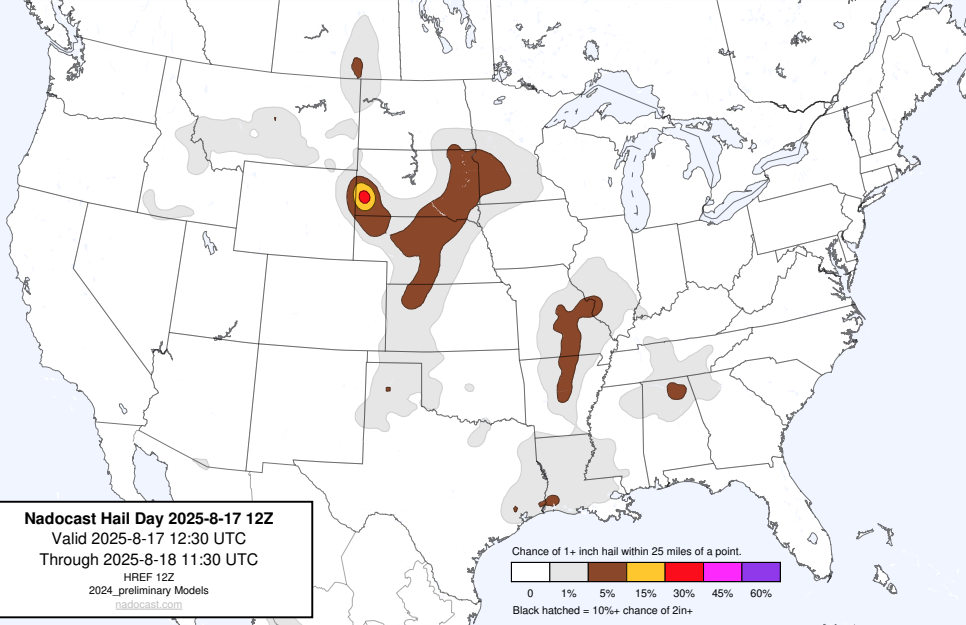 Nadocast Hail Day 2025-8-17 12Z
Valid 2025-8-17 12:30 UTC
Through 2025-8-18 11:30 UTC
HREF 12Z
2024_preliminary Models
nadocast.com
Chance of 1+ inch hail within 25 miles of a point.
0 1% 5% 15% 30% 45% 60%
Black hatched = 10%+ chance of 2in+